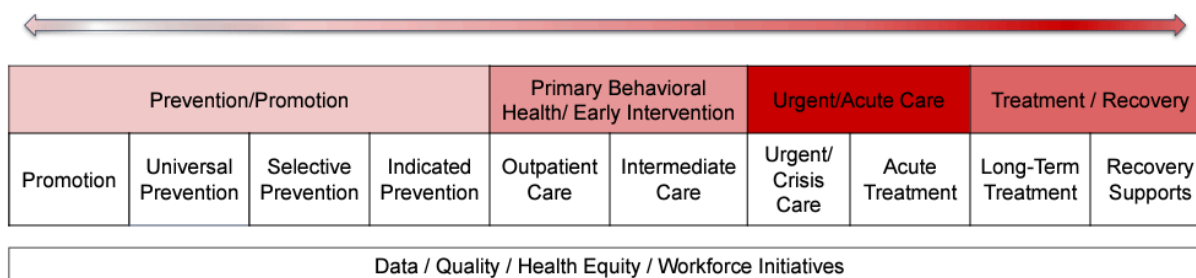 Prevention/Promotion
Primary Behavioral
Health/ Early Intervention
Urgent/Acute Care
Treatment / Recovery
Promotion
Universal
Prevention
Selective
Prevention
Indicated
Prevention
Outpatient
Care
Intermediate
Care
Urgent/
Crisis
Care
Acute
Treatment
Long-Term
Treatment
Recovery
Supports
Data / Quality / Health Equity / Workforce Initiatives